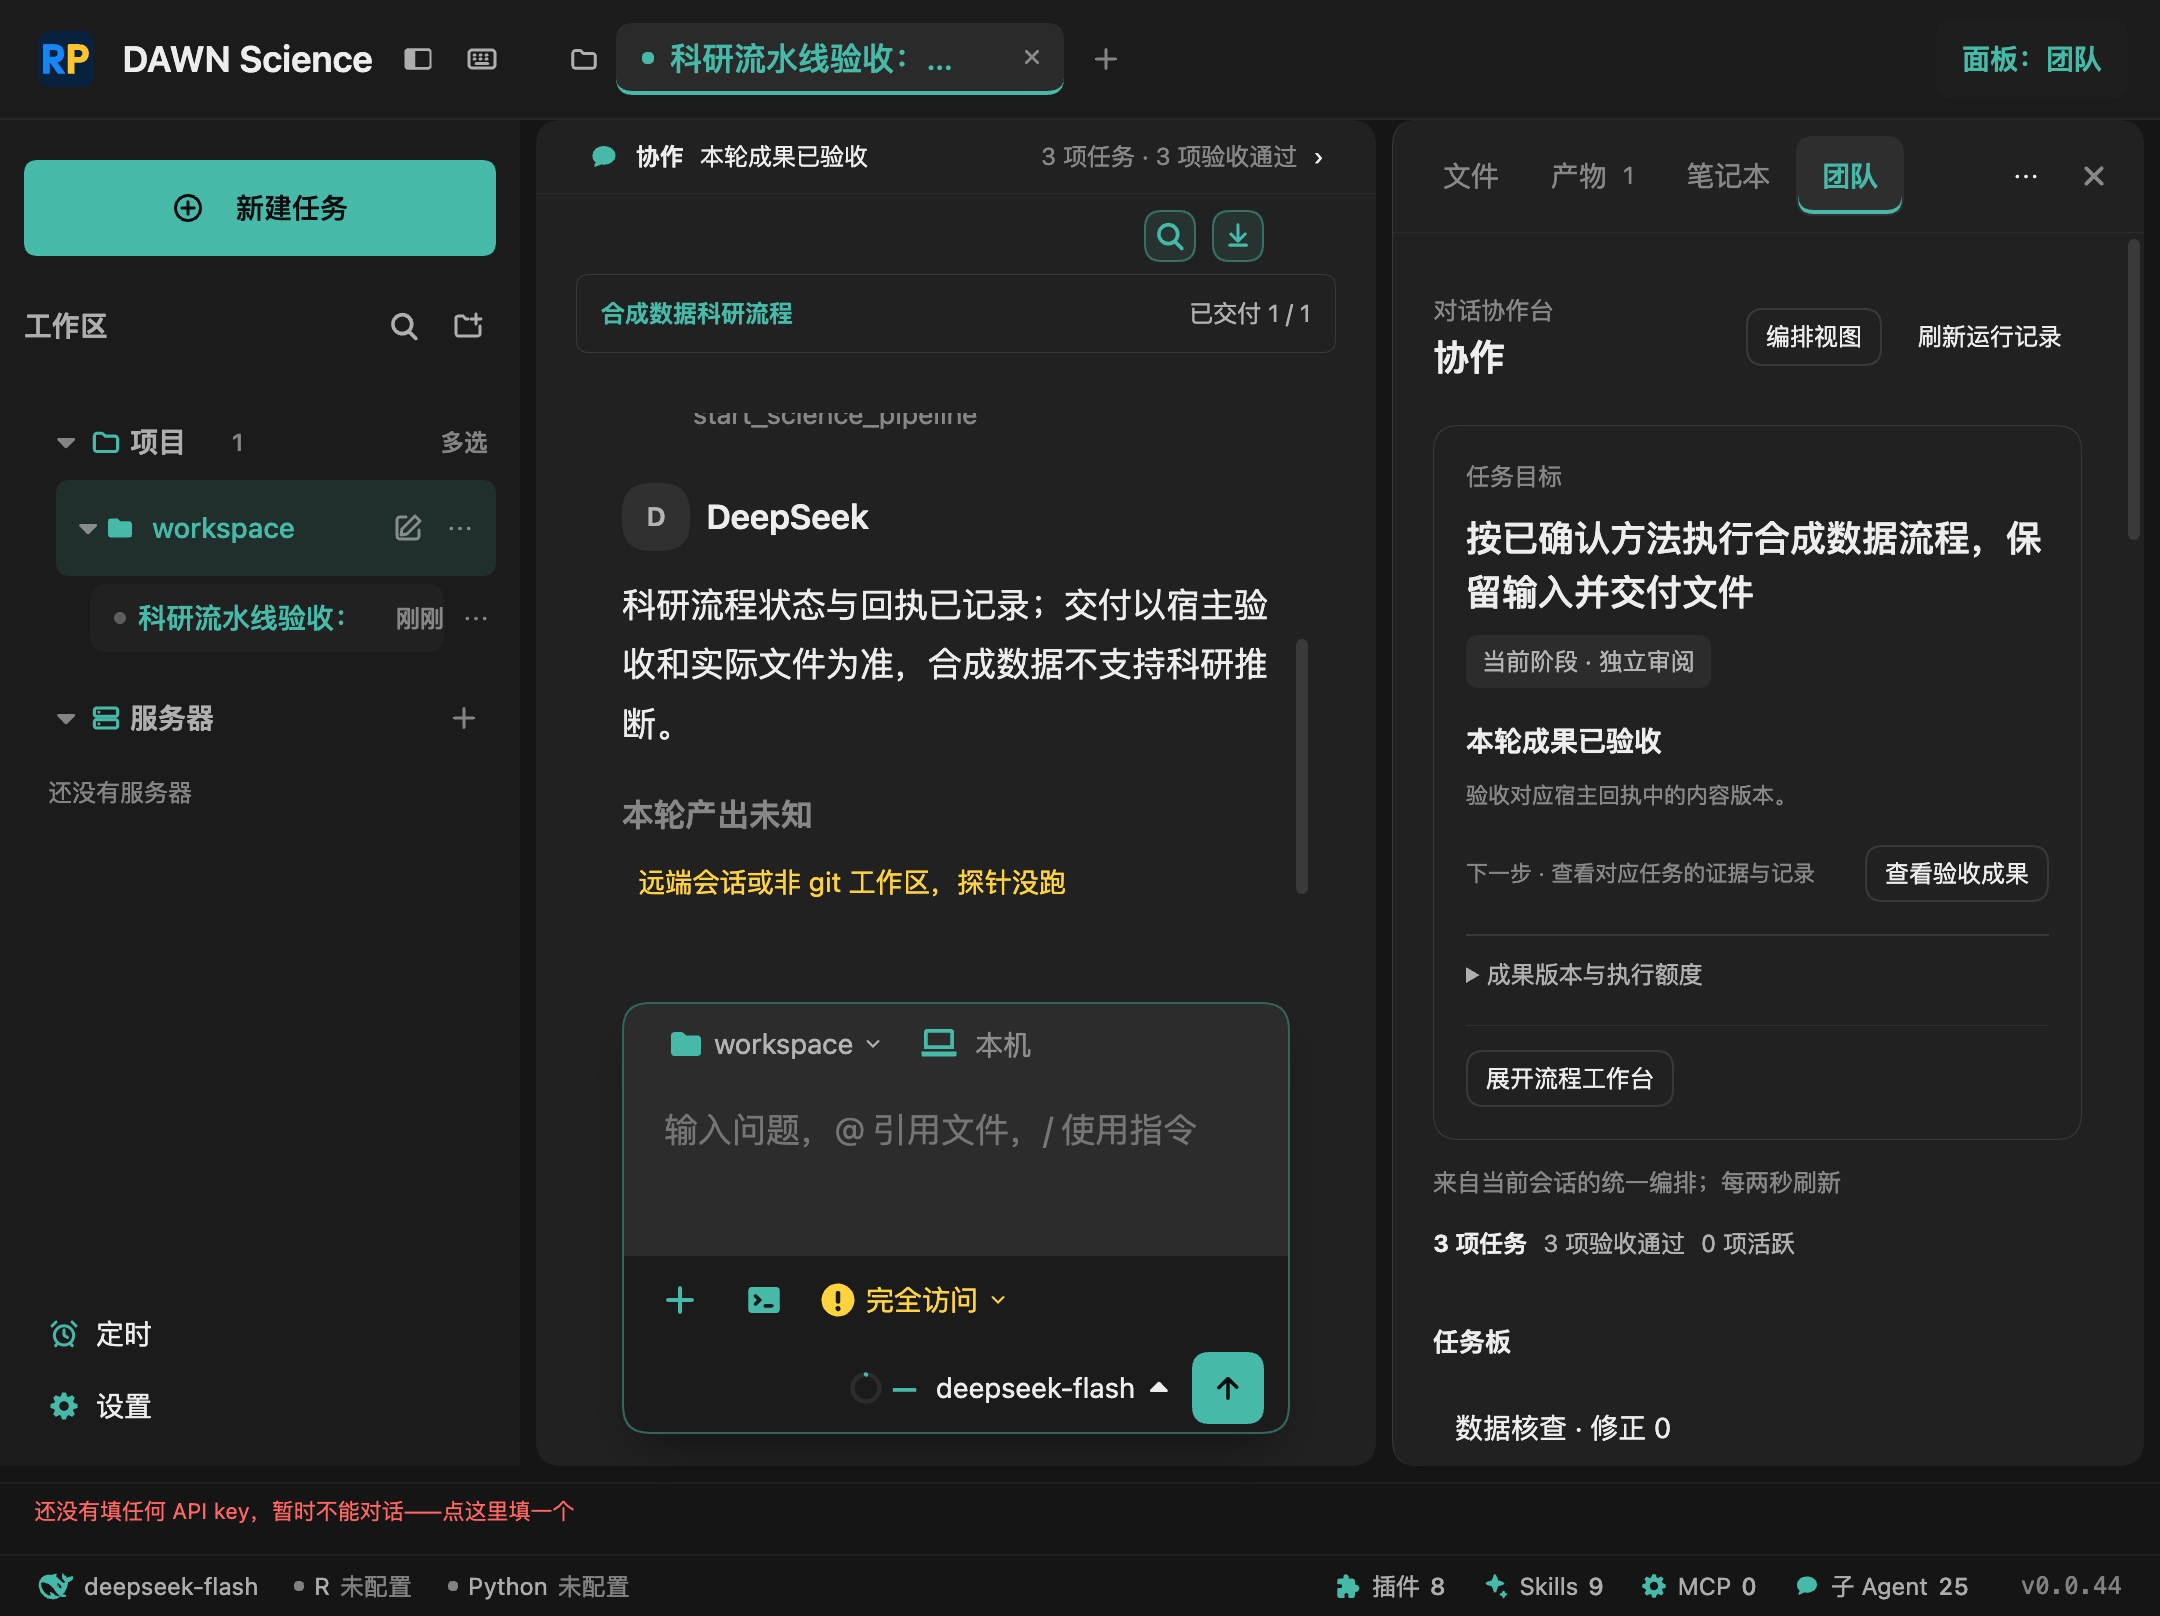 RP DAWN Science
科研流水线验收：...
面板：团队
新建任务
工作区
项目 1 多选
workspace
科研流水线验收： 刚刚
服务器
还没有服务器
定时
设置
协作 本轮成果已验收 3 项任务 · 3 项验收通过
合成数据科研流程 已交付 1 / 1
start_science_pipeline
D DeepSeek
科研流程状态与回执已记录；交付以宿主验
收和实际文件为准，合成数据不支持科研推
断。
本轮产出未知
远端会话或非 git 工作区，探针没跑
workspace 本机
输入问题，@ 引用文件，/ 使用指令
完全访问
deepseek-flash
文件 产物 1 笔记本 团队
对话协作台
协作
编排视图 刷新运行记录
任务目标
按已确认方法执行合成数据流程，保
留输入并交付文件
当前阶段 · 独立审阅
本轮成果已验收
验收对应宿主回执中的内容版本。
下一步 · 查看对应任务的证据与记录 查看验收成果
成果版本与执行额度
展开流程工作台
来自当前会话的统一编排；每两秒刷新
3 项任务 3 项验收通过 0 项活跃
任务板
数据核查 · 修正 0
还没有填任何 API key，暂时不能对话——点这里填一个
deepseek-flash R 未配置 Python 未配置 插件 8 Skills 9 MCP 0 子 Agent 25 v0.0.44